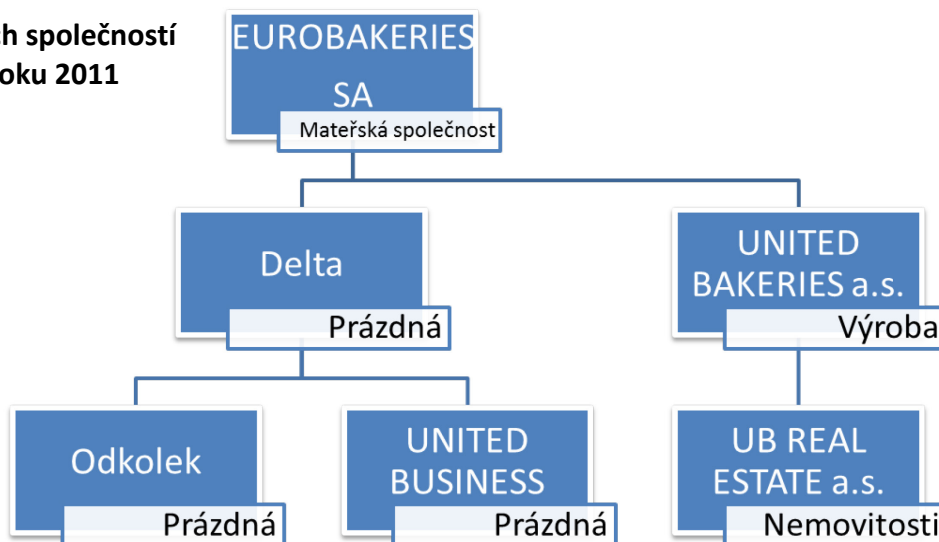 ch společností
oku 2011
EUROBAKERIES
SA
Mateřská společnost
Delta
Prázdná
UNITED
BAKERIES a.s.
Výroba
Odkolek
Prázdná
UNITED
BUSINESS
Prázdná
UB REAL
ESTATE a.s.
Nemovitosti